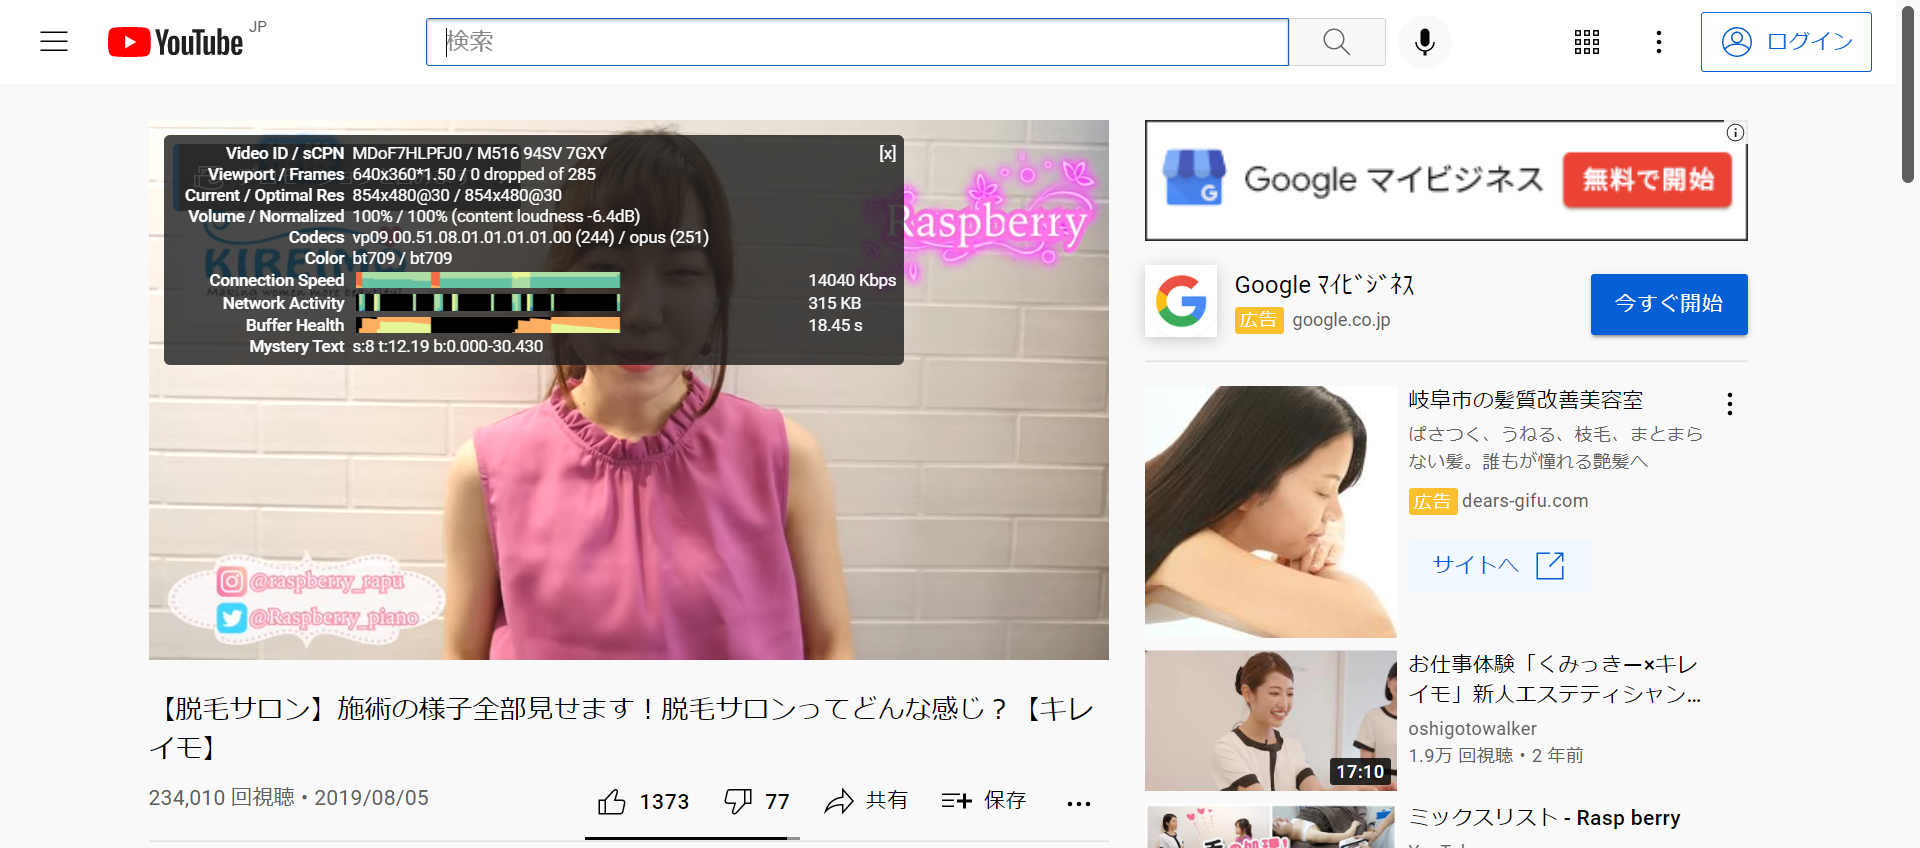 YouTube JP
検索
ログイン
Video ID / sCPN MDoF7HLPFJ0 / M516 94SV 7GXY [x]
Viewport / Frames 640x360*1.50 / 0 dropped of 285
Current / Optimal Res 854x480@30 / 854x480@30
Volume / Normalized 100% / 100% (content loudness -6.4dB)
Codecs vp09.00.51.08.01.01.01.01.00 (244) / opus (251)
Color bt709 / bt709
Connection Speed 14040 Kbps
Network Activity 315 KB
Buffer Health 18.45 s
Mystery Text s:8 t:12.19 b:0.000-30.430
KIREIMO
Raspberry
@raspberry_rapu
@Raspberry_piano
【脱毛サロン】施術の様子全部見せます！脱毛サロンってどんな感じ？【キレ
イモ】
234,010 回視聴・2019/08/05
1373
77
共有
保存
Google マイビジネス
無料で開始
Google ﾏｲﾋﾞｼﾞﾈｽ
広告 google.co.jp
今すぐ開始
岐阜市の髪質改善美容室
ぱさつく、うねる、枝毛、まとまら
ない髪。誰もが憧れる艶髪へ
広告 dears-gifu.com
サイトへ
17:10
お仕事体験「くみっきー×キレ
イモ」新人エステティシャン...
oshigotowalker
1.9万 回視聴・2 年前
ミックスリスト - Rasp berry